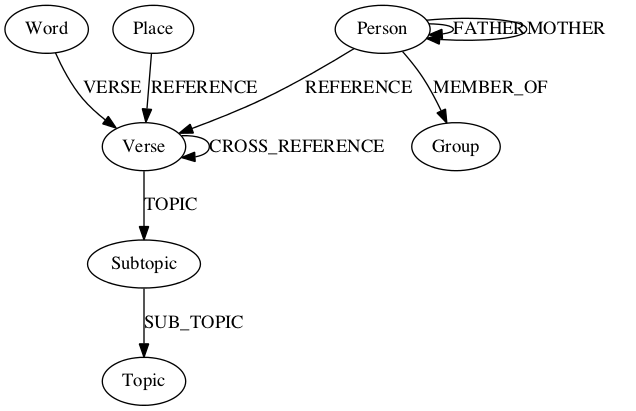 Word
Place
Person
FATHER
MOTHER
VERSE
REFERENCE
REFERENCE
MEMBER_OF
Verse
CROSS_REFERENCE
Group
TOPIC
Subtopic
SUB_TOPIC
Topic